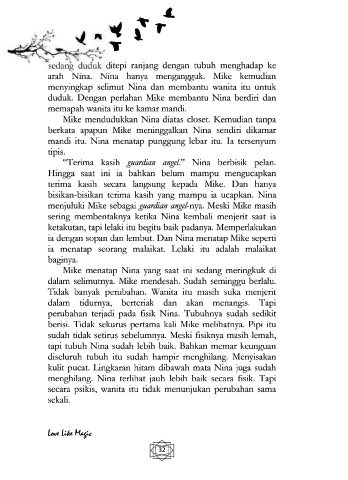 sedang duduk ditepi ranjang dengan tubuh menghadap ke
arah Nina. Nina hanya mengangguk. Mike kemudian
menyingkap selimut Nina dan membantu wanita itu untuk
duduk. Dengan perlahan Mike membantu Nina berdiri dan
memapah wanita itu ke kamar mandi.
Mike mendudukkan Nina diatas closet. Kemudian tanpa
berkata apapun Mike meninggalkan Nina sendiri dikamar
mandi itu. Nina menatap punggung lebar itu. Ia tersenyum
tipis.
“Terima kasih guardian angel.” Nina berbisik pelan.
Hingga saat ini ia bahkan belum mampu mengucapkan
terima kasih secara langsung kepada Mike. Dan hanya
bisikan-bisikan terima kasih yang mampu ia ucapkan. Nina
menjuluki Mike sebagai guardian angel-nya. Meski Mike masih
sering membentaknya ketika Nina kembali menjerit saat ia
ketakutan, tapi lelaki itu begitu baik padanya. Memperlakukan
ia dengan sopan dan lembut. Dan Nina menatap Mike seperti
ia menatap seorang malaikat. Lelaki itu adalah malaikat
baginya.
Mike menatap Nina yang saat ini sedang meringkuk di
dalam selimutnya. Mike mendesah. Sudah seminggu berlalu.
Tidak banyak perubahan. Wanita itu masih suka menjerit
dalam tidurnya, berteriak dan akan menangis. Tapi
perubahan terjadi pada fisik Nina. Tubuhnya sudah sedikit
berisi. Tidak sekurus pertama kali Mike melihatnya. Pipi itu
sudah tidak setirus sebelumnya. Meski fisiknya masih lemah,
tapi tubuh Nina sudah lebih baik. Bahkan memar keunguan
diseluruh tubuh itu sudah hampir menghilang. Menyisakan
kulit pucat. Lingkaran hitam dibawah mata Nina juga sudah
menghilang. Nina terlihat jauh lebih baik secara fisik. Tapi
secara psikis, wanita itu tidak menunjukan perubahan sama
sekali.
Love Like Magic
32